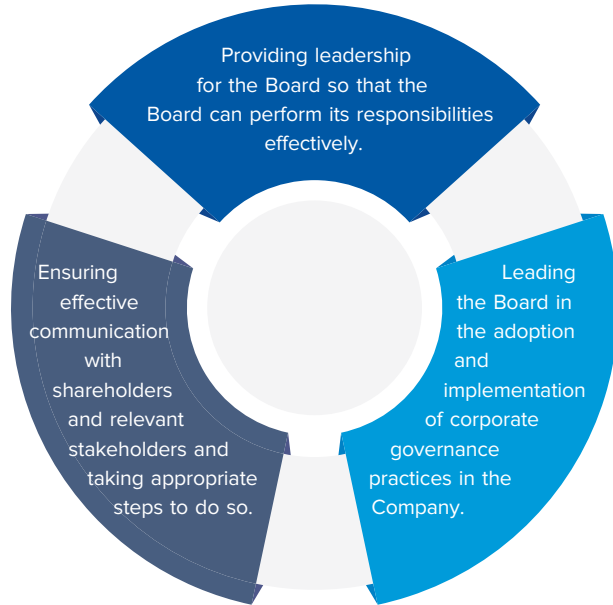 Providing leadership
for the Board so that the
Board can perform its responsibilities
effectively.
Ensuring
effective
communication
with
shareholders
and relevant
stakeholders and
taking appropriate
steps to do so.
Leading
the Board in
the adoption
and
implementation
of corporate
governance
practices in the
Company.